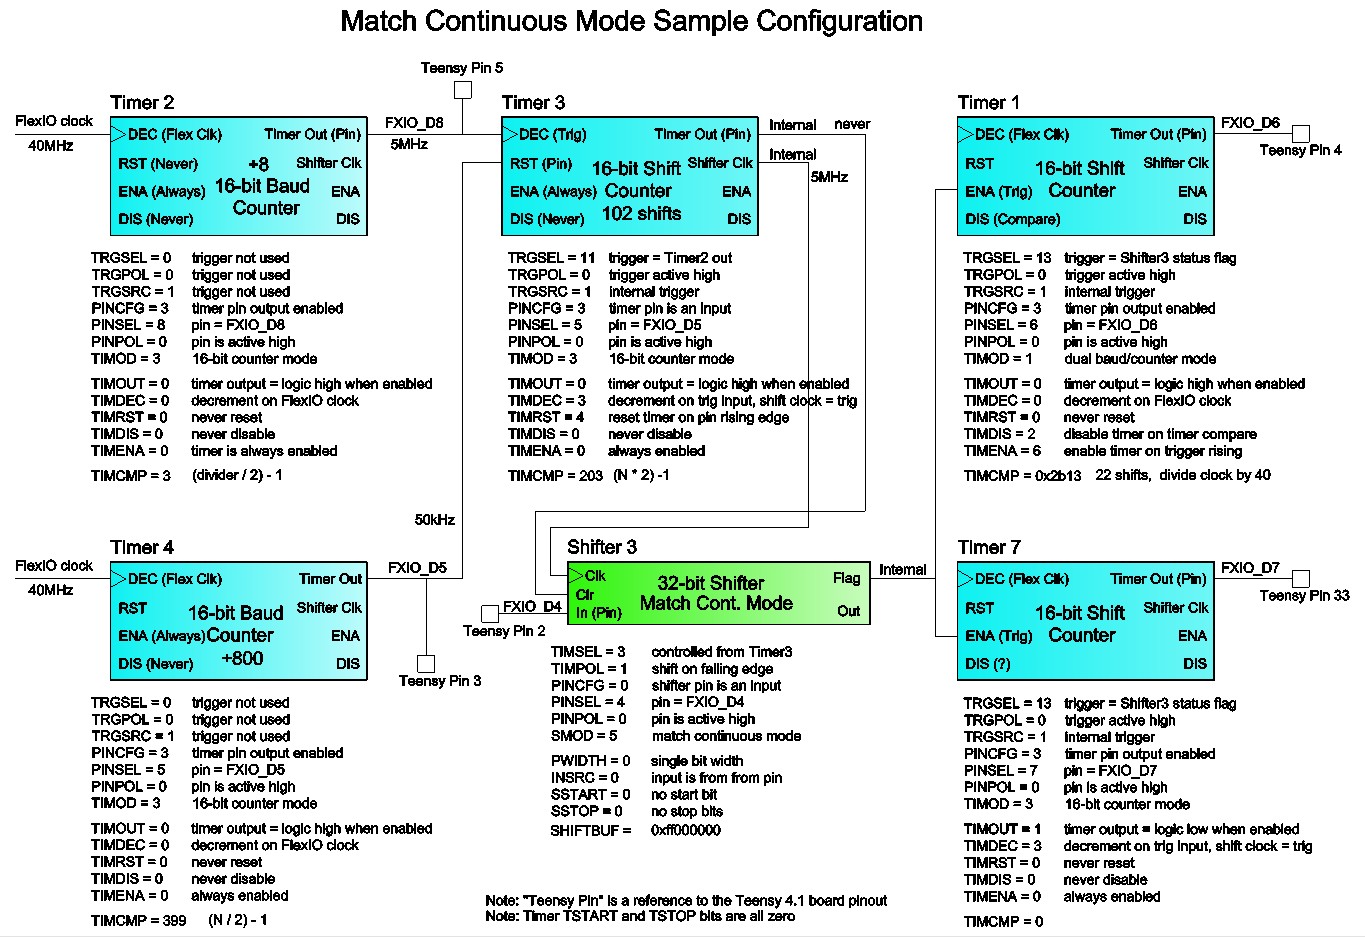 Match Continuous Mode Sample Configuration
Teensy Pin 5
Timer 2
FlexIO clock
40MHz
DEC (Flex Clk)
Timer Out (Pin)
RST (Never)
÷8
Shifter Clk
ENA (Always)
16-bit Baud
ENA
Counter
DIS (Never)
DIS
FXIO_D8
5MHz
TRGSEL = 0 trigger not used
TRGPOL = 0 trigger not used
TRGSRC = 1 trigger not used
PINCFG = 3 timer pin output enabled
PINSEL = 8 pin = FXIO_D8
PINPOL = 0 pin is active high
TIMOD = 3 16-bit counter mode
TIMOUT = 0 timer output = logic high when enabled
TIMDEC = 0 decrement on FlexIO clock
TIMRST = 0 never reset
TIMDIS = 0 never disable
TIMENA = 0 timer is always enabled
TIMCMP = 3 (divider / 2) - 1
Timer 3
DEC (Trig)
Timer Out (Pin)
RST (Pin)
16-bit Shift
Shifter Clk
ENA (Always)
Counter
ENA
DIS (Never)
102 shifts
DIS
Internal never
Internal
5MHz
TRGSEL = 11 trigger = Timer2 out
TRGPOL = 0 trigger active high
TRGSRC = 1 internal trigger
PINCFG = 3 timer pin is an input
PINSEL = 5 pin = FXIO_D5
PINPOL = 0 pin is active high
TIMOD = 3 16-bit counter mode
TIMOUT = 0 timer output = logic high when enabled
TIMDEC = 3 decrement on trig input, shift clock = trig
TIMRST = 4 reset timer on pin rising edge
TIMDIS = 0 never disable
TIMENA = 0 always enabled
TIMCMP = 203 (N * 2) -1
Timer 1
DEC (Flex Clk)
Timer Out (Pin)
RST
16-bit Shift
Shifter Clk
ENA (Trig)
Counter
ENA
DIS (Compare)
DIS
FXIO_D6
Teensy Pin 4
TRGSEL = 13 trigger = Shifter3 status flag
TRGPOL = 0 trigger active high
TRGSRC = 1 internal trigger
PINCFG = 3 timer pin output enabled
PINSEL = 6 pin = FXIO_D6
PINPOL = 0 pin is active high
TIMOD = 1 dual baud/counter mode
TIMOUT = 0 timer output = logic high when enabled
TIMDEC = 0 decrement on FlexIO clock
TIMRST = 0 never reset
TIMDIS = 2 disable timer on timer compare
TIMENA = 6 enable timer on trigger rising
TIMCMP = 0x2b13 22 shifts, divide clock by 40
50kHz
Timer 4
FlexIO clock
40MHz
DEC (Flex Clk)
Timer Out
RST
16-bit Baud
Shifter Clk
ENA (Always)
Counter
ENA
DIS (Never)
÷800
DIS
FXIO_D5
Teensy Pin 3
TRGSEL = 0 trigger not used
TRGPOL = 0 trigger not used
TRGSRC = 1 trigger not used
PINCFG = 3 timer pin output enabled
PINSEL = 5 pin = FXIO_D5
PINPOL = 0 pin is active high
TIMOD = 3 16-bit counter mode
TIMOUT = 0 timer output = logic high when enabled
TIMDEC = 0 decrement on FlexIO clock
TIMRST = 0 never reset
TIMDIS = 0 never disable
TIMENA = 0 always enabled
TIMCMP = 399 (N / 2) - 1
Shifter 3
Clk
32-bit Shifter
Flag
Clr
Match Cont. Mode
In (Pin)
Out
FXIO_D4
Teensy Pin 2
Internal
TIMSEL = 3 controlled from Timer3
TIMPOL = 1 shift on falling edge
PINCFG = 0 shifter pin is an input
PINSEL = 4 pin = FXIO_D4
PINPOL = 0 pin is active high
SMOD = 5 match continuous mode
PWIDTH = 0 single bit width
INSRC = 0 input is from from pin
SSTART = 0 no start bit
SSTOP = 0 no stop bits
SHIFTBUF = 0xff000000
Timer 7
DEC (Flex Clk)
Timer Out (Pin)
RST
16-bit Shift
Shifter Clk
ENA (Trig)
Counter
ENA
DIS (?)
DIS
FXIO_D7
Teensy Pin 33
TRGSEL = 13 trigger = Shifter3 status flag
TRGPOL = 0 trigger active high
TRGSRC = 1 internal trigger
PINCFG = 3 timer pin output enabled
PINSEL = 7 pin = FXIO_D7
PINPOL = 0 pin is active high
TIMOD = 3 16-bit counter mode
TIMOUT = 1 timer output = logic low when enabled
TIMDEC = 3 decrement on trig input, shift clock = trig
TIMRST = 0 never reset
TIMDIS = 0 never disable
TIMENA = 0 always enabled
TIMCMP = 0
Note: "Teensy Pin" is a reference to the Teensy 4.1 board pinout
Note: Timer TSTART and TSTOP bits are all zero